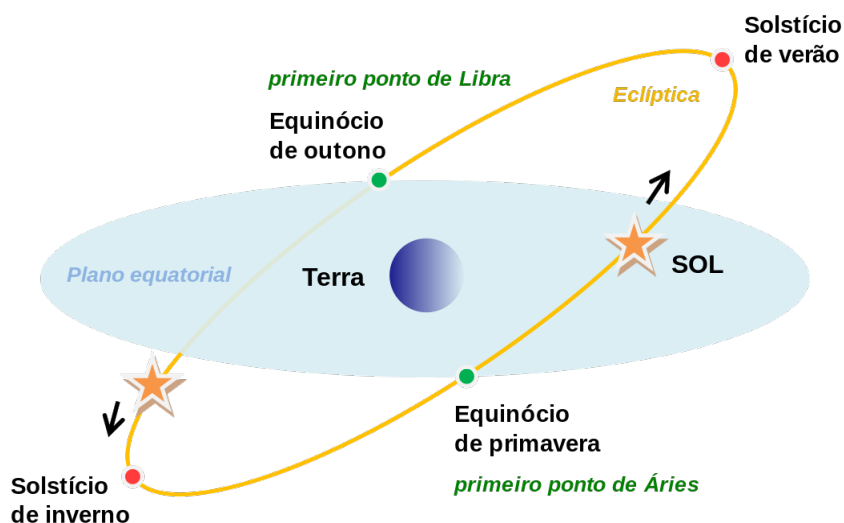 Solstício
de verão
primeiro ponto de Libra
Eclíptica
Equinócio
de outono
Plano equatorial
Terra
SOL
Equinócio
de primavera
primeiro ponto de Áries
Solstício
de inverno